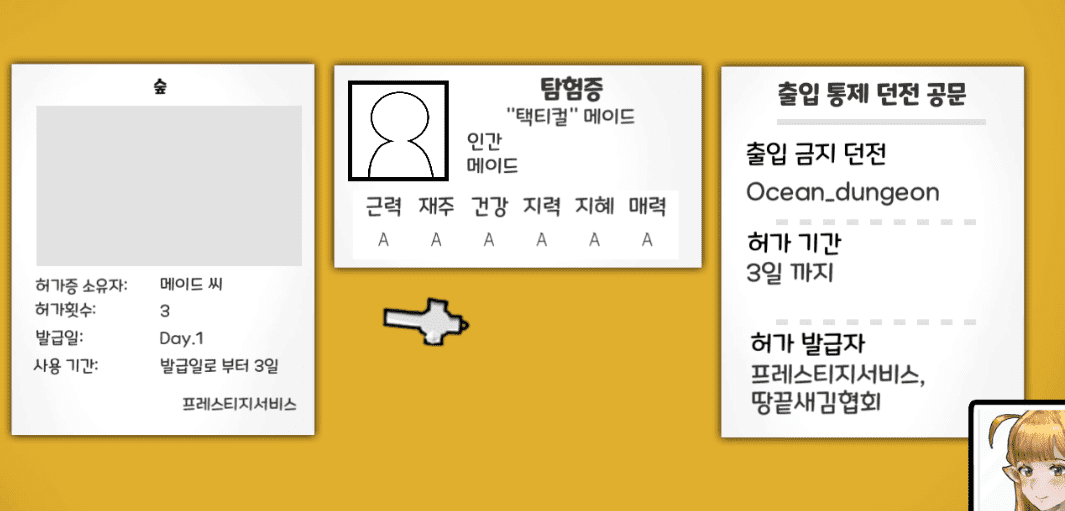 숲
허가증 소유자: 메이드 씨
허가횟수: 3
발급일: Day.1
사용 기간: 발급일로 부터 3일
프레스티지서비스
탐험증
"택티컬" 메이드
인간
메이드
근력 재주 건강 지력 지혜 매력
A A A A A A
출입 통제 던전 공문
출입 금지 던전
Ocean_dungeon
허가 기간
3일 까지
허가 발급자
프레스티지서비스,
땅끝새김협회